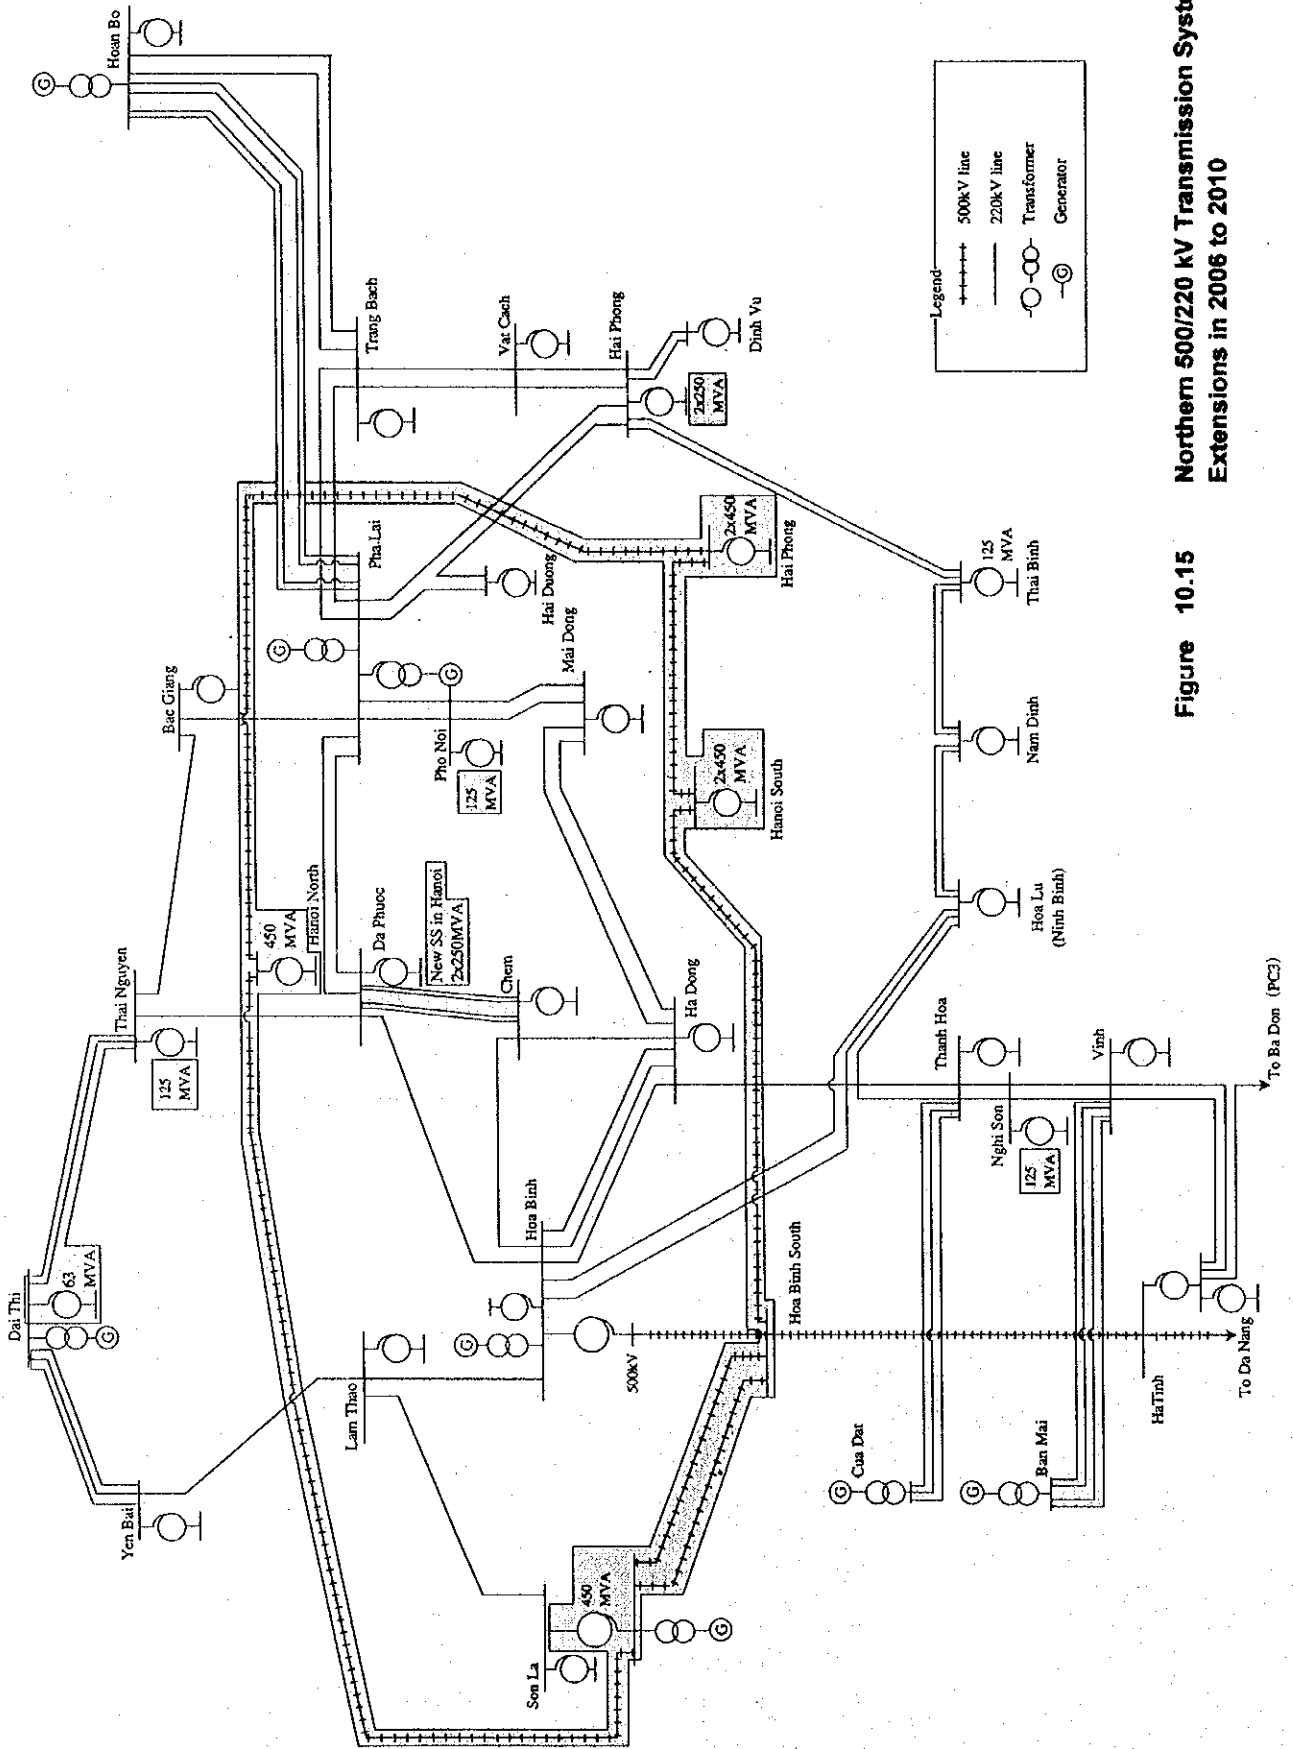 Hoan Bo
G
Trang Bach
Vat Cach
Hai Phong
2x250
MVA
Dinh Vu
Legend
500kV line
220kV line
Transformer
G
Generator
Bac Giang
Pha-Lai
G
G
Hai Duong
Mai Dong
Pho Noi
125
MVA
2x450
MVA
Hai Phong
125
MVA
Thai Binh
Thai Nguyen
125
MVA
450
MVA
Hanoi North
Da Phuoc
New SS in Hanoi
2x250MVA
Chem
Ha Dong
2x450
MVA
Hanoi South
Nam Dinh
Hoa Lu
(Ninh Binh)
Dai Thi
63
MVA
G
Yen Bai
Lam Thao
Hoa Binh
G
500kV
Hoa Binh South
Thanh Hoa
Nghi Son
125
MVA
Vinh
To Ba Don (PC3)
Son La
450
MVA
G
G
Cua Dat
G
Ban Mai
HaTinh
To Da Nang
Figure 10.15 Northern 500/220 kV Transmission Syst
Extensions in 2006 to 2010